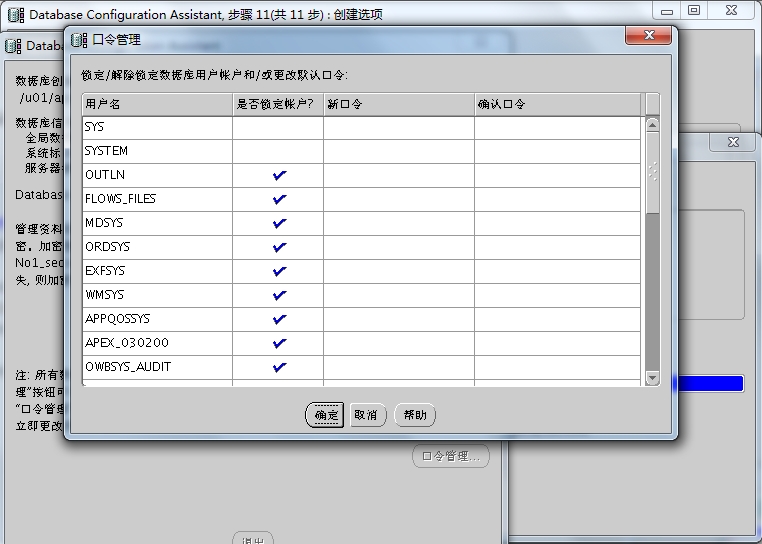 Database Configuration Assistant, 步骤 11(共 11 步) : 创建选项
Databa
口令管理
锁定/解除锁定数据库用户帐户和/或更改默认口令:
用户名 是否锁定帐户? 新口令 确认口令
SYS
SYSTEM
OUTLN
FLOWS_FILES
MDSYS
ORDSYS
EXFSYS
WMSYS
APPQOSSYS
APEX_030200
OWBSYS_AUDIT
确定 取消 帮助
数据库创
/u01/a
数据库信
全局数
系统标
服务器
Databas
管理资料
密。加密
No1_sec
失, 则加密
注: 所有
理"按钮可
"口令管理
立即更改
口令管理...
退出